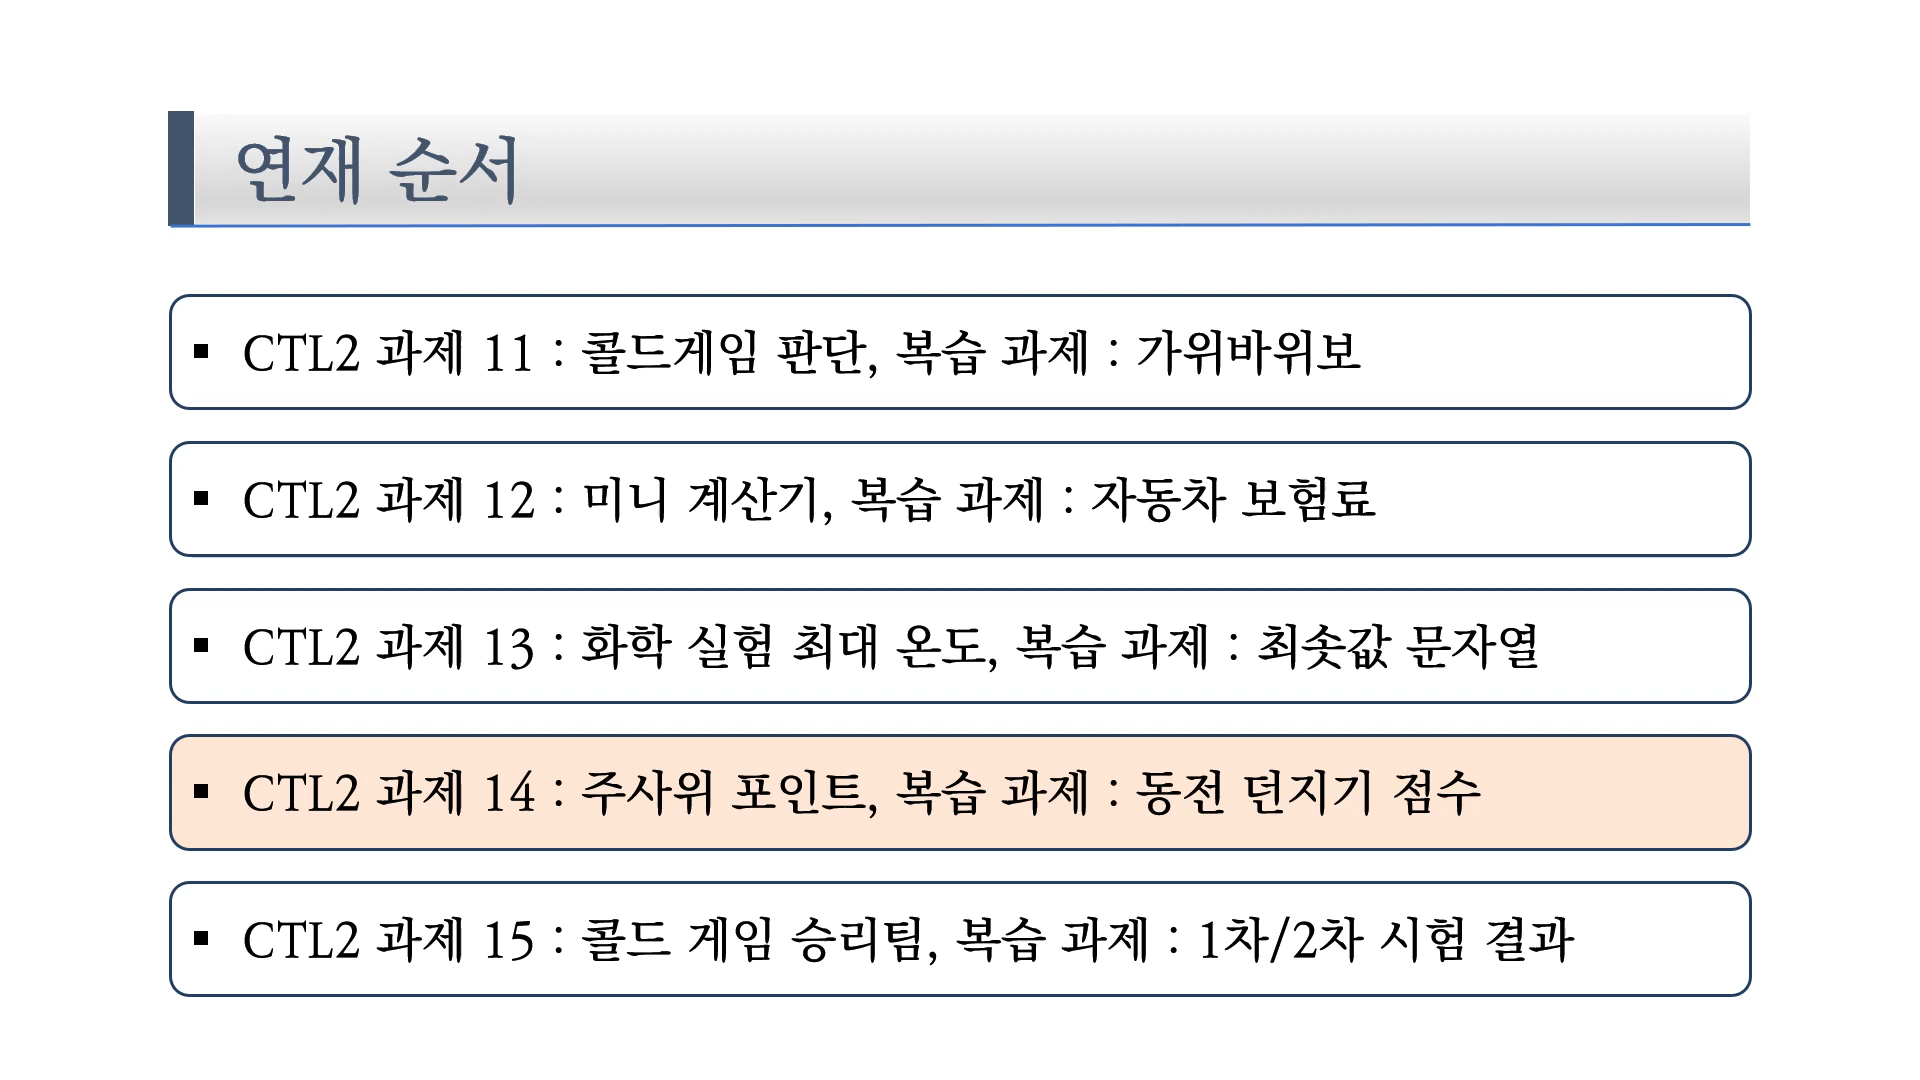 연재 순서
▪ CTL2 과제 11 : 콜드게임 판단, 복습 과제 : 가위바위보
▪ CTL2 과제 12 : 미니 계산기, 복습 과제 : 자동차 보험료
▪ CTL2 과제 13 : 화학 실험 최대 온도, 복습 과제 : 최솟값 문자열
▪ CTL2 과제 14 : 주사위 포인트, 복습 과제 : 동전 던지기 점수
▪ CTL2 과제 15 : 콜드 게임 승리팀, 복습 과제 : 1차/2차 시험 결과